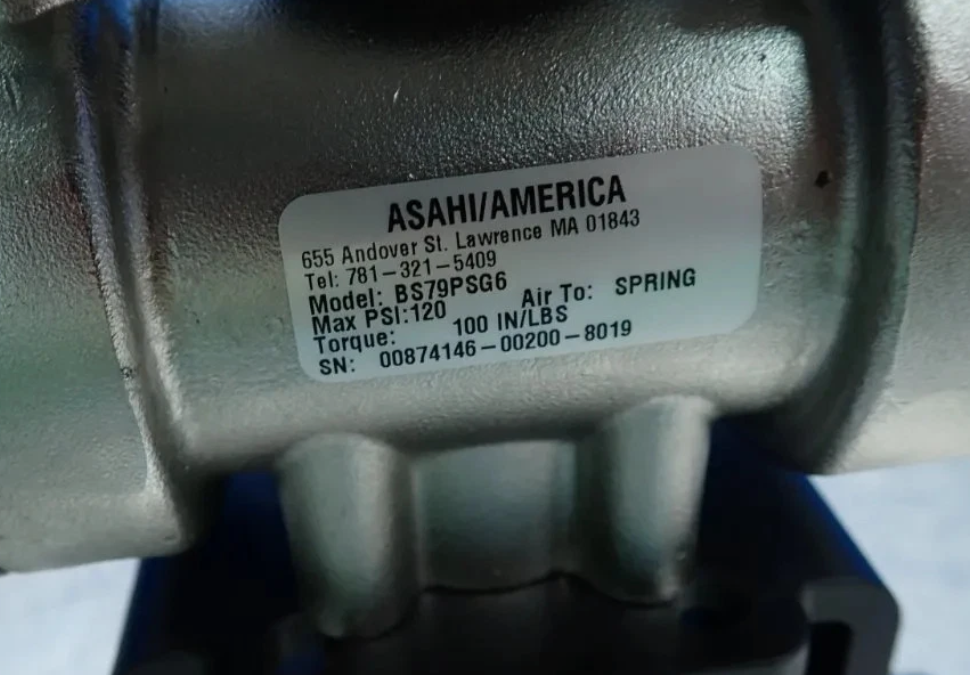 ASAHI/AMERICA
655 Andover St. Lawrence MA 01843
Tel: 781-321-5409
Model: BS79PSG6
Max PSI:120 Air To: SPRING
Torque: 100 IN/LBS
SN: 00874146-00200-8019